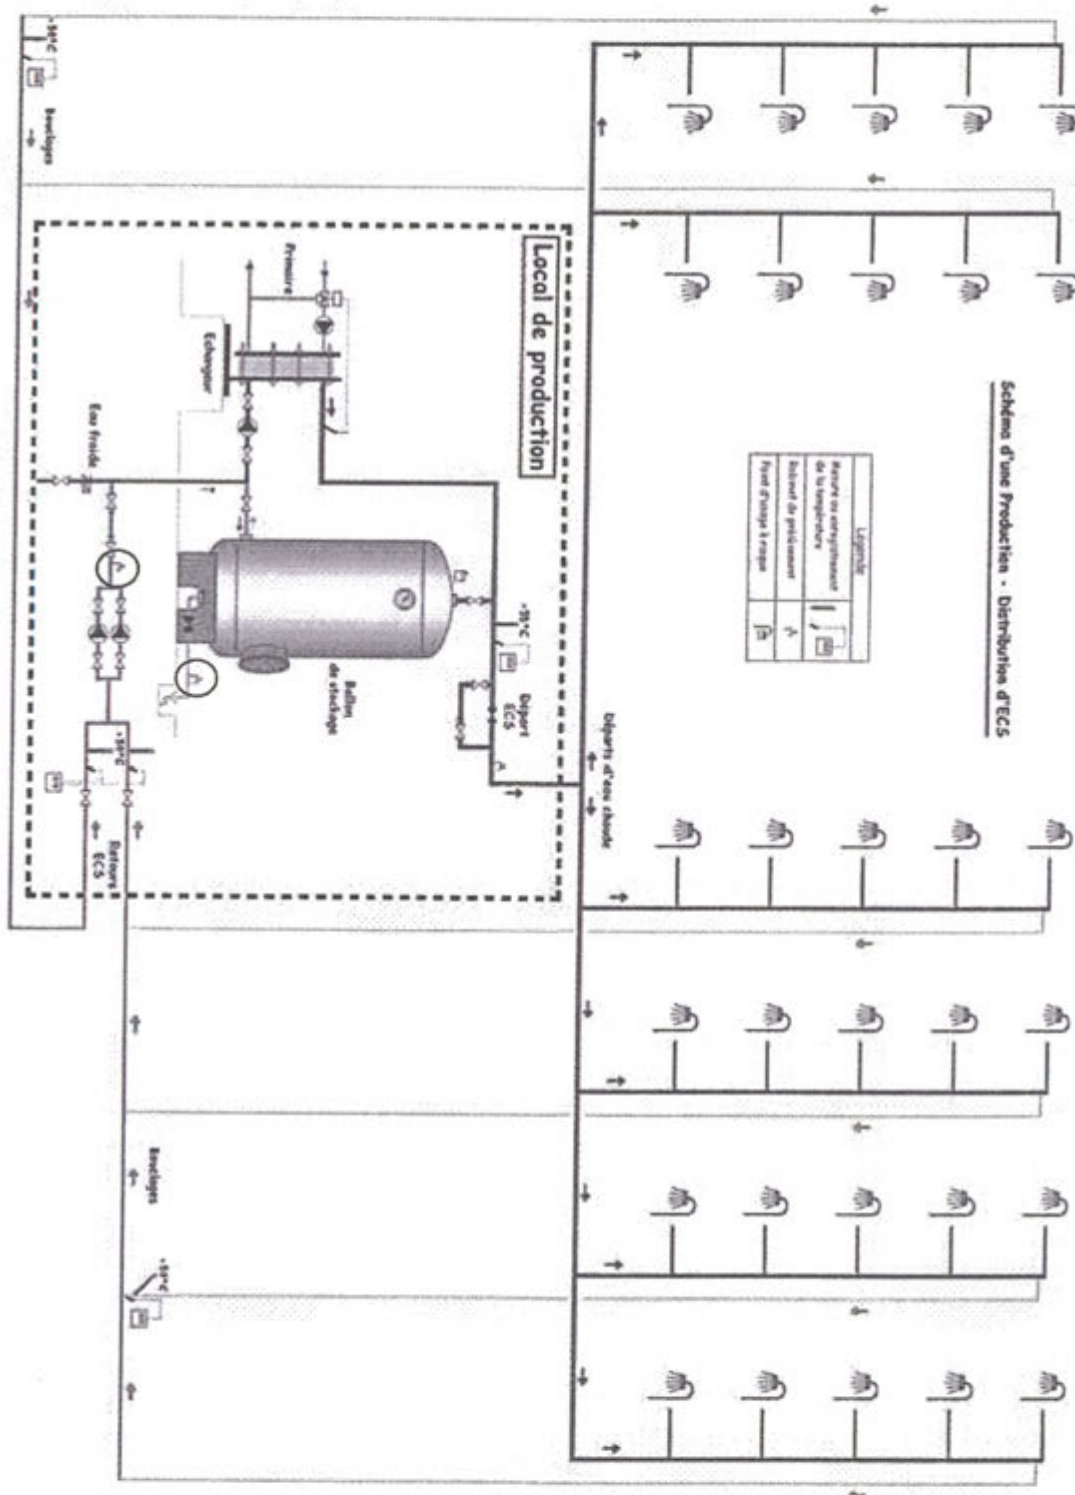 Schéma d'une Production - Distribution d'ECS
Légende
Mesure ou enregistrement
de la température
Robinet de prélèvement
Point d'usage à risque
Local de production
Primaire
Echangeur
Eau froide
Ballon
de stockage
Départ
ECS
Départs d'eau chaude
Retours
ECS
Bouclages
Bouclages